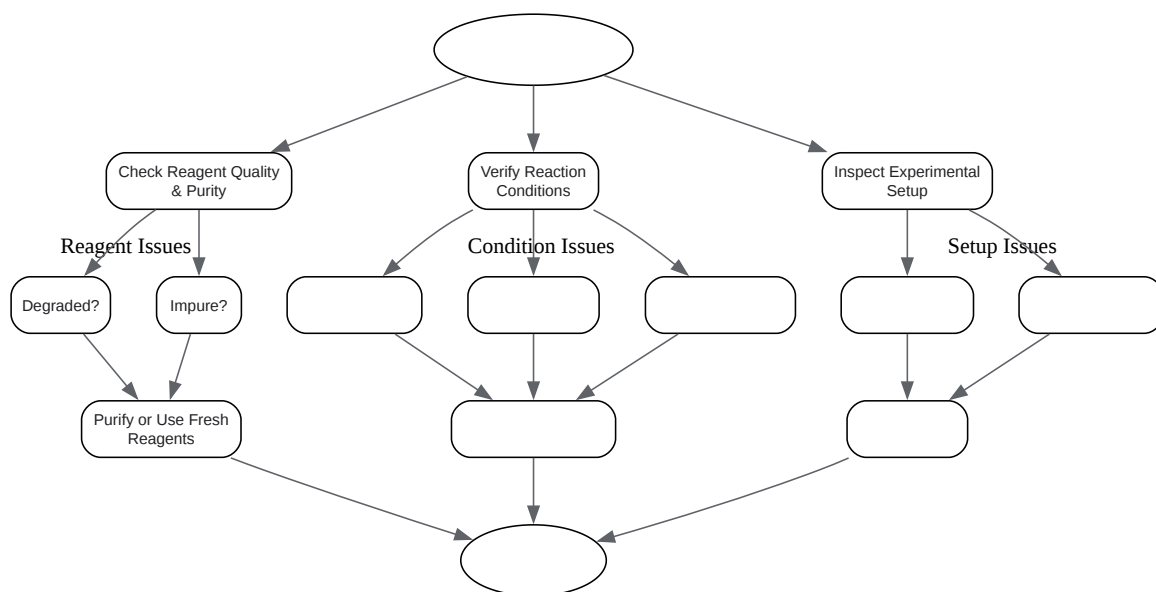 Check Reagent Quality
& Purity
Verify Reaction
Conditions
Inspect Experimental
Setup
Reagent Issues
Condition Issues
Setup Issues
Degraded?
Impure?
Purify or Use Fresh
Reagents